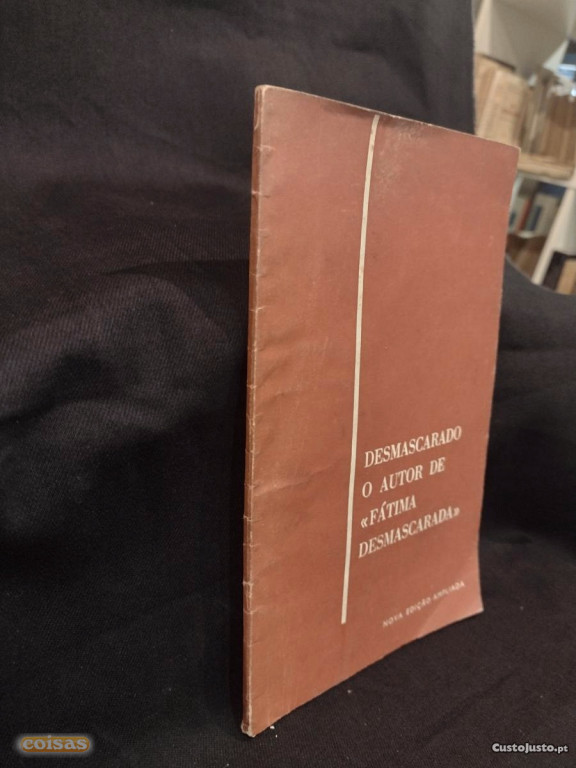 DESMASCARADO
O AUTOR DE
«FÁTIMA
DESMASCARADA»
NOVA EDIÇÃO AMPLIADA
coisas
CustoJusto.pt